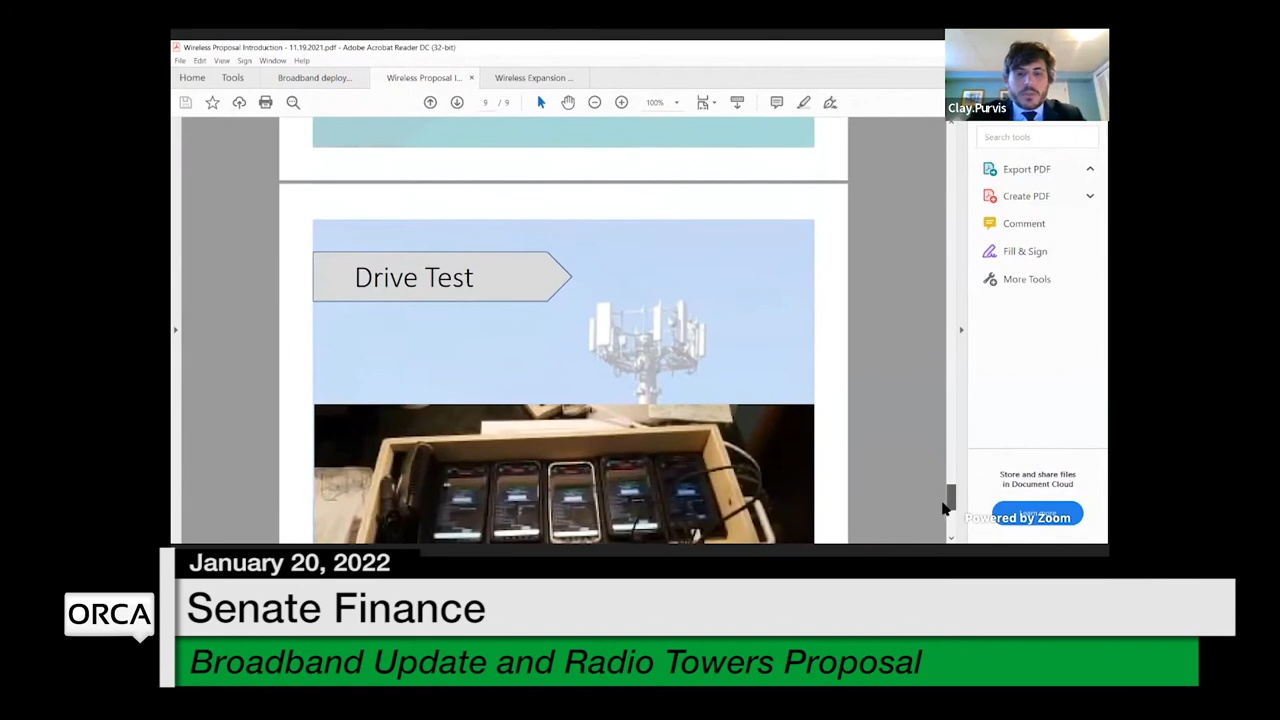 Wireless Proposal Introduction - 11.19.2021.pdf - Adobe Acrobat Reader DC (32-bit)
File Edit View Sign Window Help
Home Tools Broadband deploy... Wireless Proposal I... × Wireless Expansion ...
9 / 9 100%
Clay.Purvis
Search tools
Export PDF
Create PDF
Comment
Fill & Sign
More Tools
Drive Test
Store and share files
in Document Cloud
Powered by Zoom
January 20, 2022
ORCA
Senate Finance
Broadband Update and Radio Towers Proposal